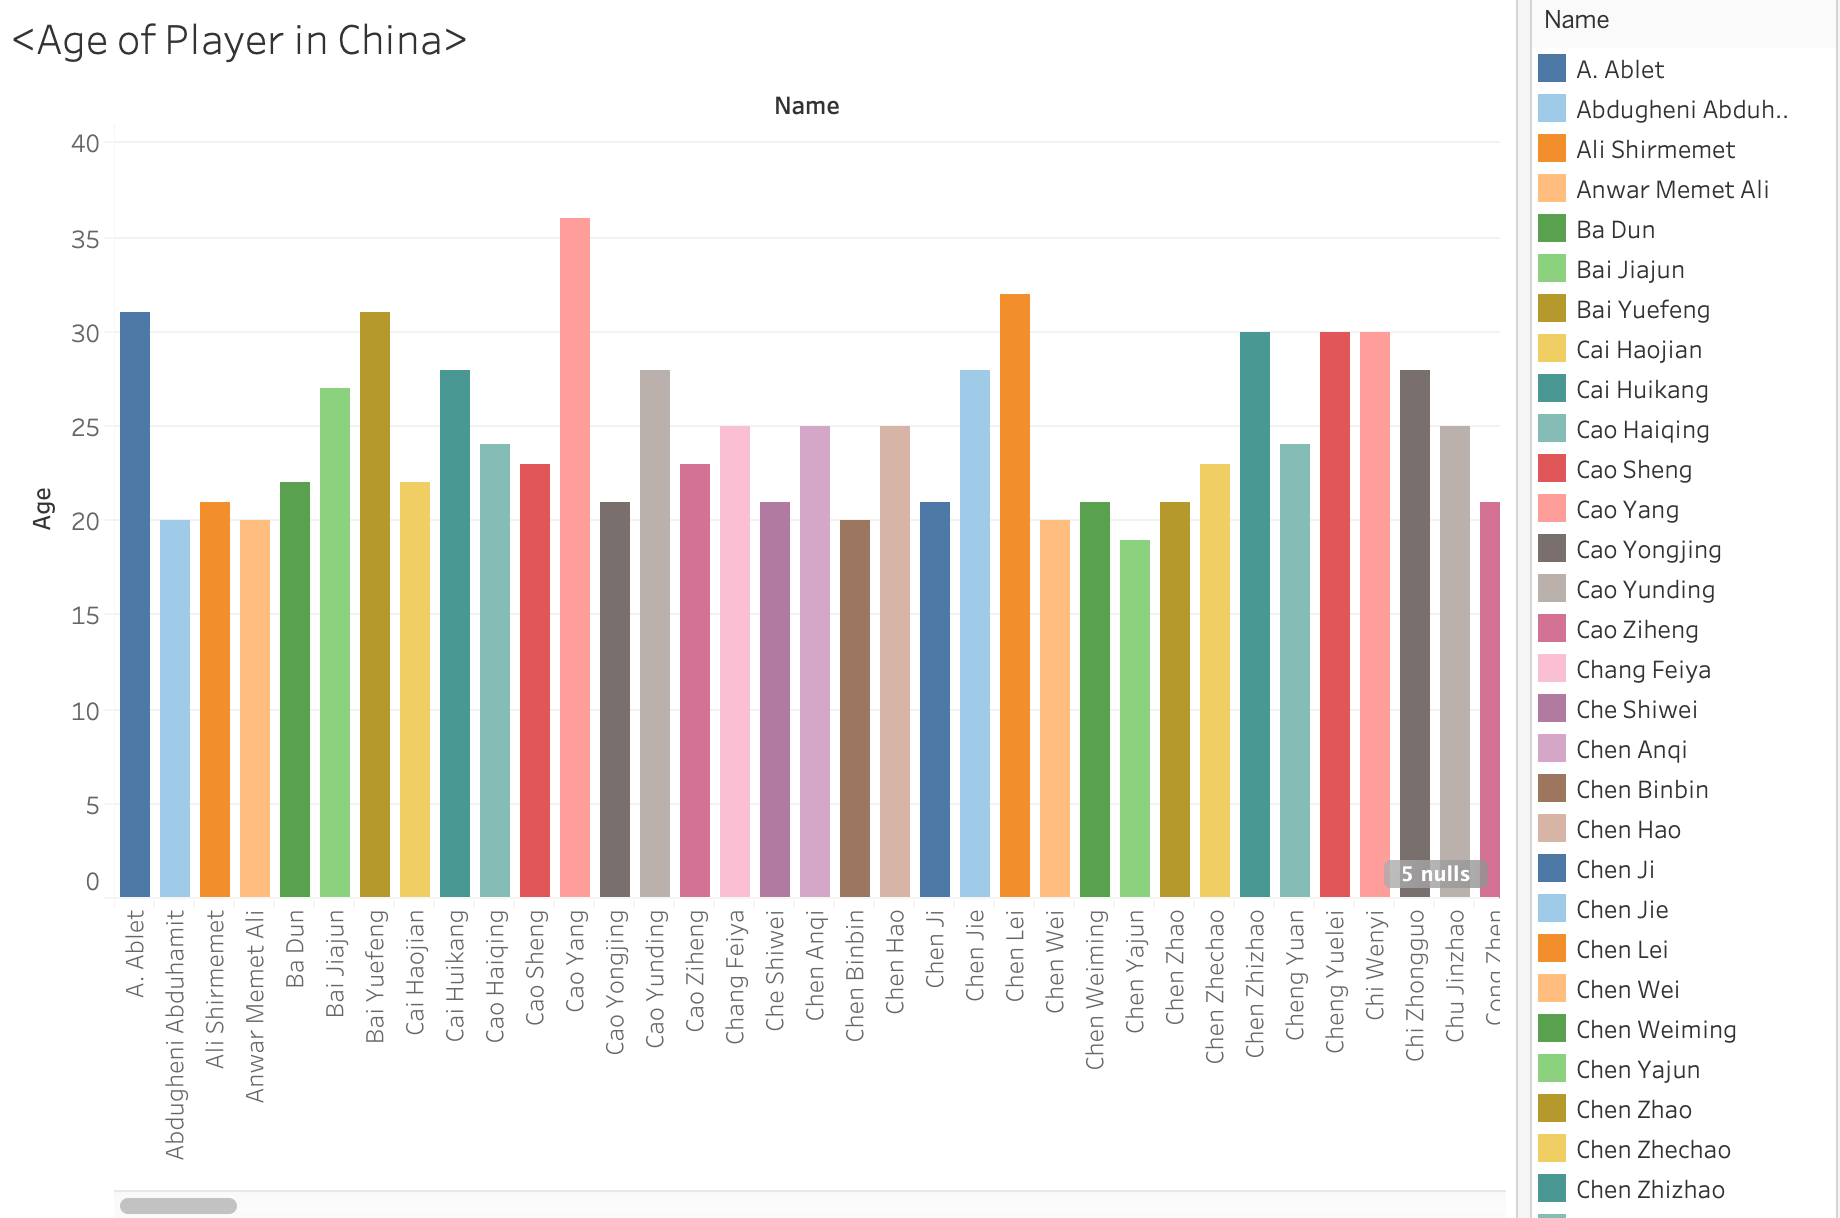 <Age of Player in China>
Name
Age
40
35
30
25
20
15
10
5
0
5 nulls
A. Ablet
Abdugheni Abduhamit
Ali Shirmemet
Anwar Memet Ali
Ba Dun
Bai Jiajun
Bai Yuefeng
Cai Haojian
Cai Huikang
Cao Haiqing
Cao Sheng
Cao Yang
Cao Yongjing
Cao Yunding
Cao Ziheng
Chang Feiya
Che Shiwei
Chen Anqi
Chen Binbin
Chen Hao
Chen Ji
Chen Jie
Chen Lei
Chen Wei
Chen Weiming
Chen Yajun
Chen Zhao
Chen Zhechao
Chen Zhizhao
Cheng Yuan
Cheng Yuelei
Chi Wenyi
Chi Zhongguo
Chu Jinzhao
Cong Zhen
Name
A. Ablet
Abdugheni Abduh..
Ali Shirmemet
Anwar Memet Ali
Ba Dun
Bai Jiajun
Bai Yuefeng
Cai Haojian
Cai Huikang
Cao Haiqing
Cao Sheng
Cao Yang
Cao Yongjing
Cao Yunding
Cao Ziheng
Chang Feiya
Che Shiwei
Chen Anqi
Chen Binbin
Chen Hao
Chen Ji
Chen Jie
Chen Lei
Chen Wei
Chen Weiming
Chen Yajun
Chen Zhao
Chen Zhechao
Chen Zhizhao